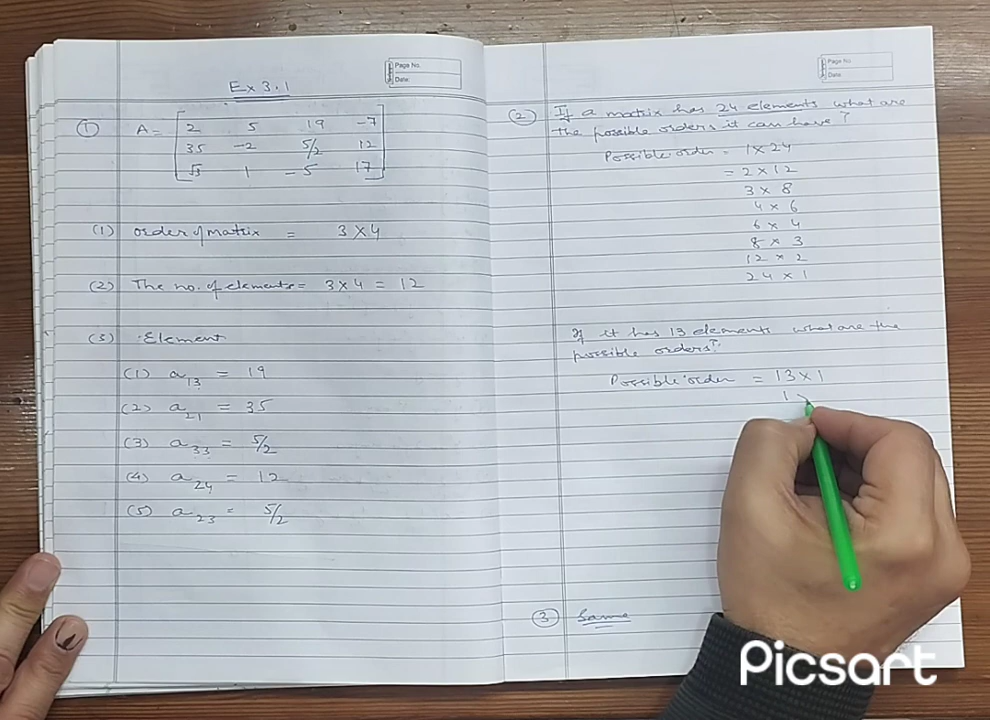 Page No.
Date:
Ex 3.1
(1) A = [2 5 19 -7
35 -2 5/2 12
√3 1 -5 17]
(1) order of matrix = 3 × 4
(2) The no. of elements = 3 × 4 = 12
(3) Element
(1) a₁₃ = 19
(2) a₂₁ = 35
(3) a₃₃ = 5/2
(4) a₂₄ = 12
(5) a₂₃ = 5/2
Page No.
Date:
(2) If a matrix has 24 elements what are
the possible orders it can have?
Possible order = 1 × 24
= 2 × 12
3 × 8
4 × 6
6 × 4
8 × 3
12 × 2
24 × 1
If it has 13 elements what are the
possible orders?
Possible order = 13 × 1
1
(3) Same
Picsart